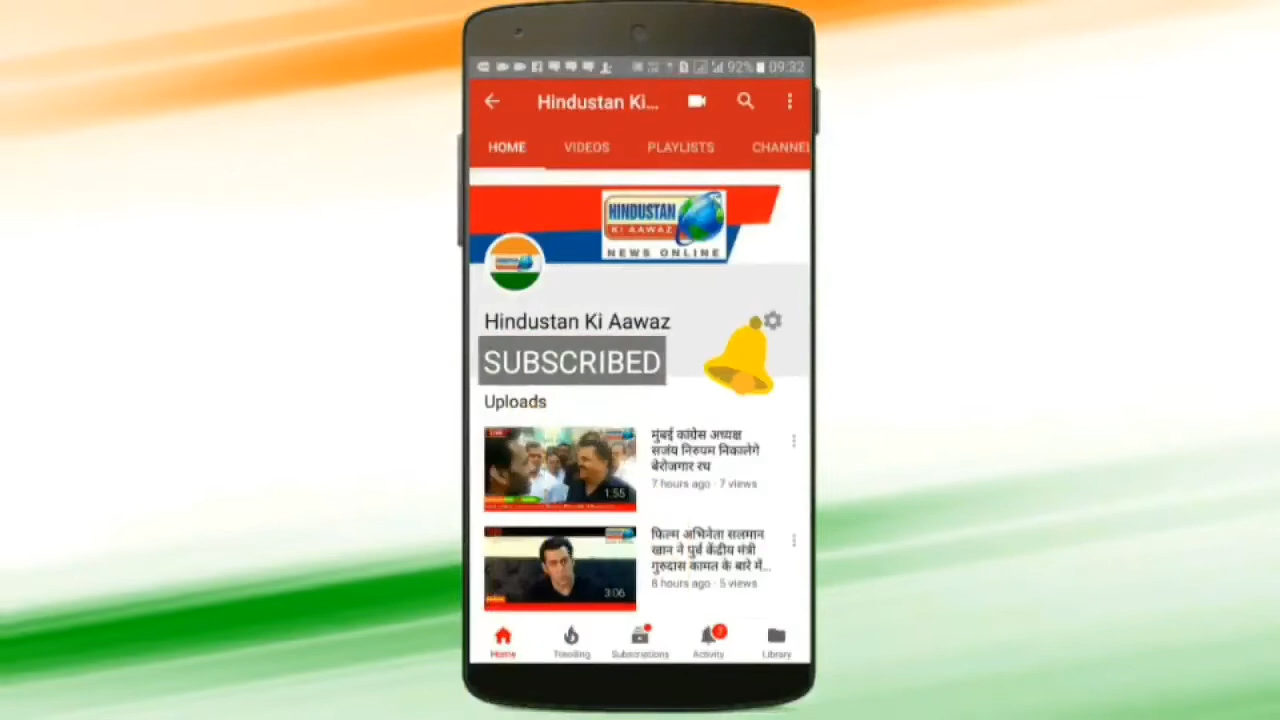 92% 09:32
Hindustan Ki...
HOME VIDEOS PLAYLISTS CHANNEL
HINDUSTAN
KI AAWAZ
NEWS ONLINE
Hindustan Ki Aawaz
SUBSCRIBED
Uploads
मुंबई कांग्रेस अध्यक्ष
सजंय निरुपम निकालेगे
बेरोजगार रथ
7 hours ago · 7 views
1:55
फिल्म अभिनेता सलमान
खान ने पुर्व केंद्रीय मंत्री
गुरुदास कामत के बारे में...
8 hours ago · 5 views
3:06
Home Trending Subscriptions Activity Library